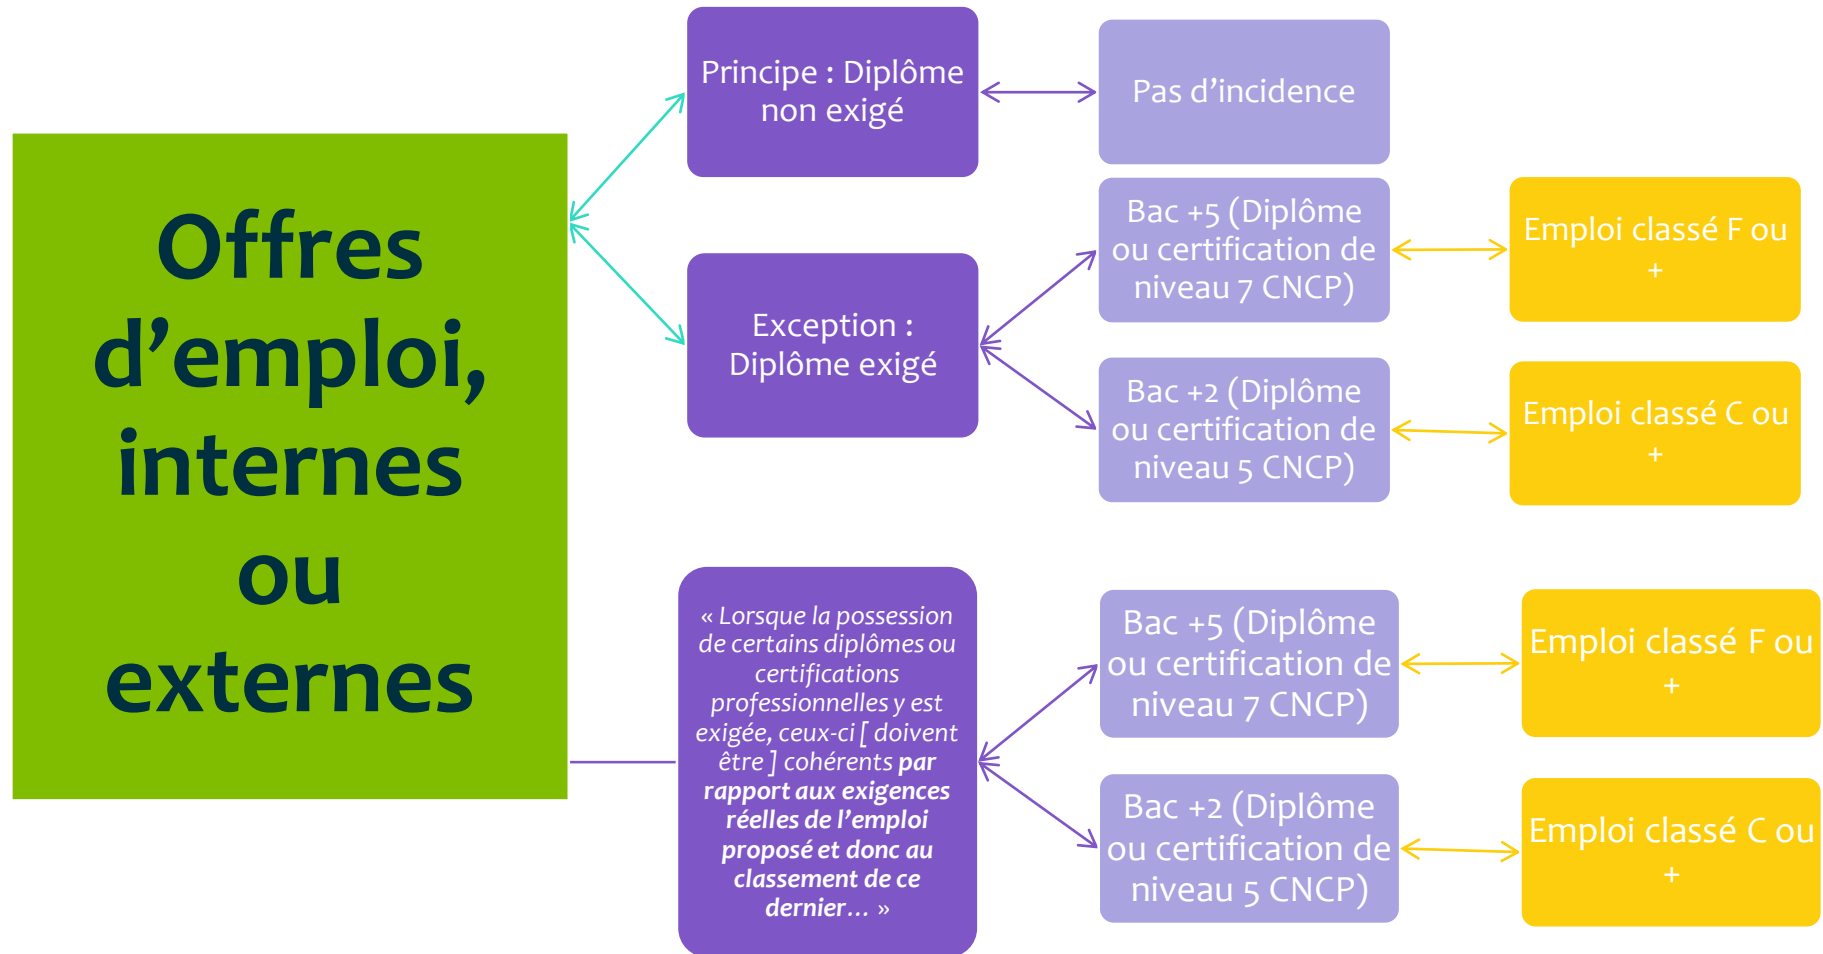 Offres
d’emploi,
internes
ou
externes
Principe : Diplôme
non exigé
Pas d’incidence
Exception :
Diplôme exigé
Bac +5 (Diplôme
ou certification de
niveau 7 CNCP)
Emploi classé F ou
+
Bac +2 (Diplôme
ou certification de
niveau 5 CNCP)
Emploi classé C ou
+
« Lorsque la possession
de certains diplômes ou
certifications
professionnelles y est
exigée, ceux-ci [ doivent
être ] cohérents par
rapport aux exigences
réelles de l’emploi
proposé et donc au
classement de ce
dernier… »
Bac +5 (Diplôme
ou certification de
niveau 7 CNCP)
Emploi classé F ou
+
Bac +2 (Diplôme
ou certification de
niveau 5 CNCP)
Emploi classé C ou
+